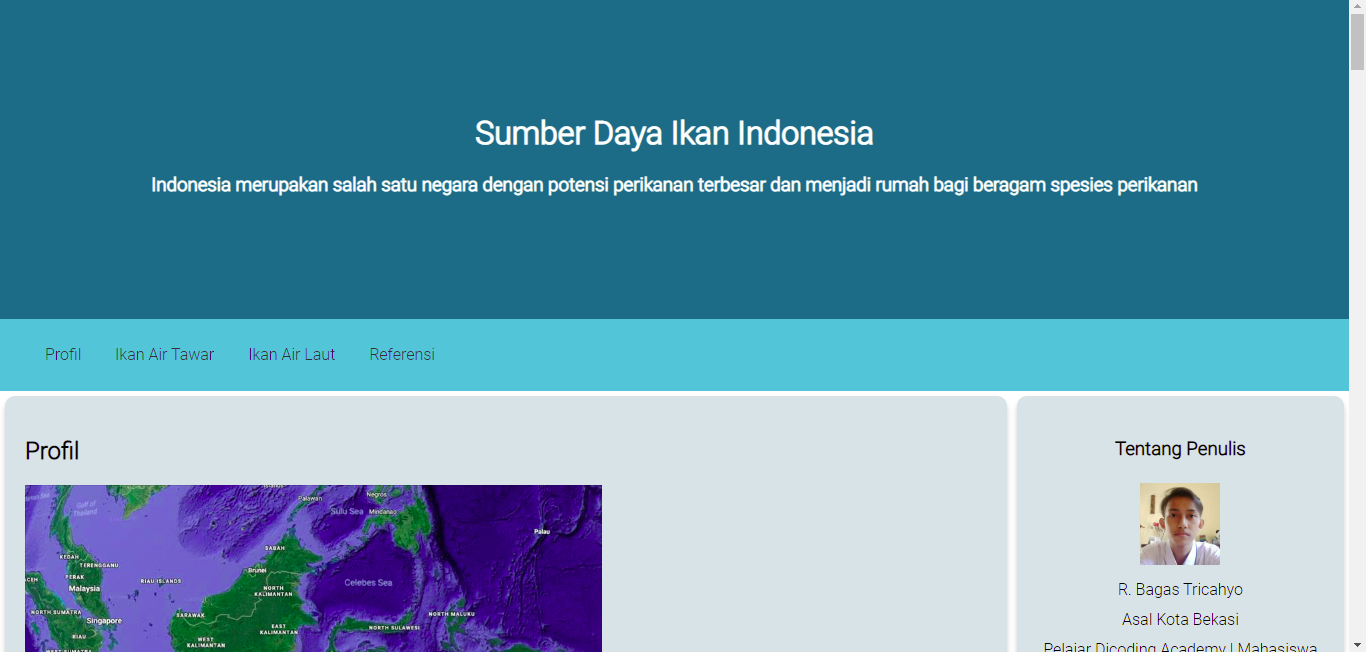 Sumber Daya Ikan Indonesia
Indonesia merupakan salah satu negara dengan potensi perikanan terbesar dan menjadi rumah bagi beragam spesies perikanan
Profil
Ikan Air Tawar
Ikan Air Laut
Referensi
Profil
Gulf of Thailand
Palawan
Negros
Sulu Sea
Mindanao
Palau
SABAH
KEDAH
TERENGGANU
Brunei
PERAK
RIAU ISLANDS
Celebes Sea
Malaysia
NORTH KALIMANTAN
NORTH SUMATRA
SARAWAK
NORTH MALUKU
Singapore
EAST KALIMANTAN
NORTH SULAWESI
RIAU
WEST KALIMANTAN
Tentang Penulis
R. Bagas Tricahyo
Asal Kota Bekasi
Pelajar Dicoding Academy | Mahasiswa